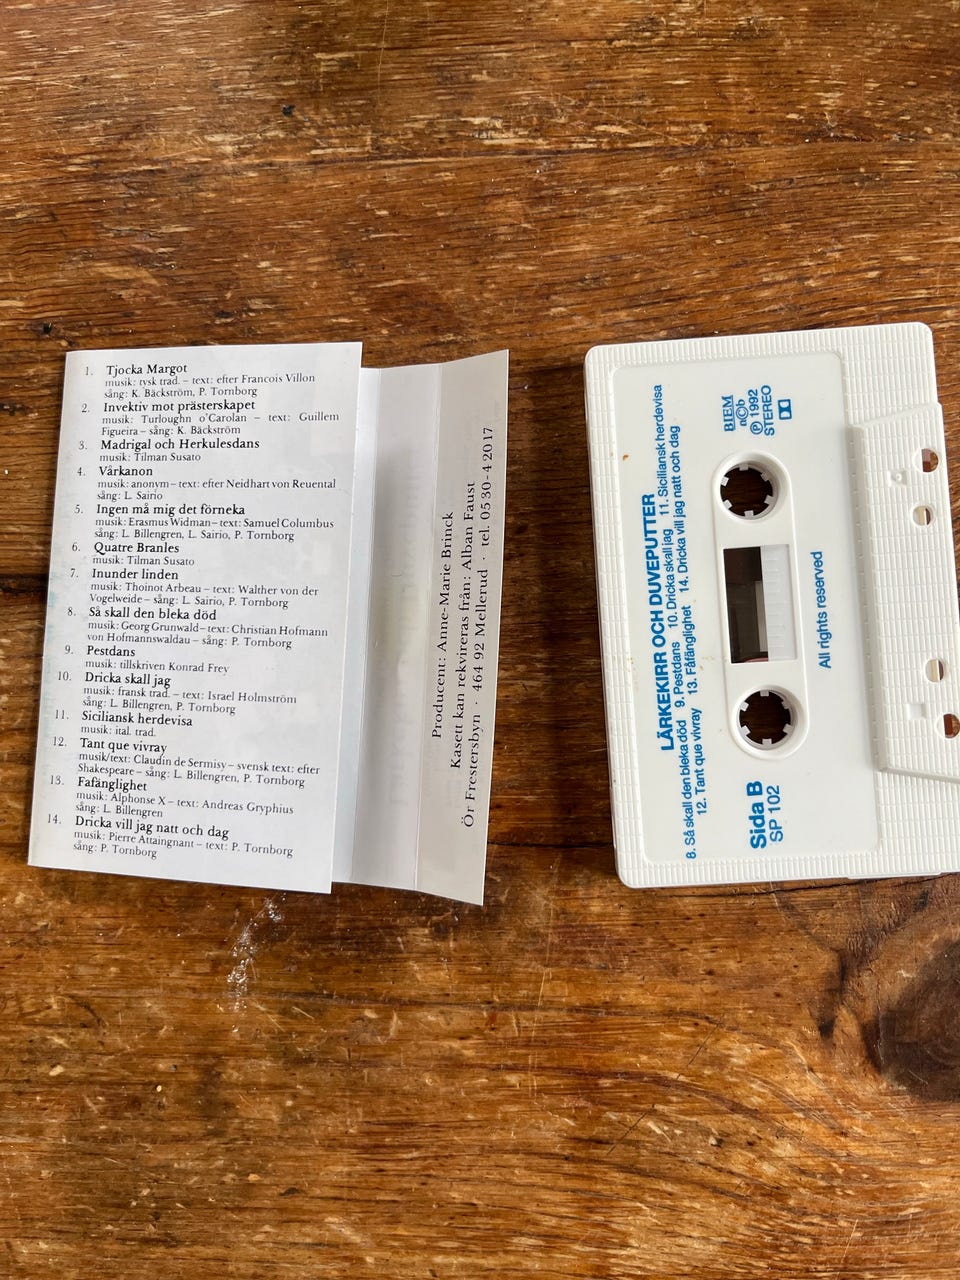 1. Tjocka Margot
musik: tysk trad. – text: efter Francois Villon
sång: K. Bäckström, P. Tornborg
2. Invektiv mot prästerskapet
musik: Turloughn o'Carolan – text: Guillem
Figueira – sång: K. Bäckström
3. Madrigal och Herkulesdans
musik: Tilman Susato
4. Vårkanon
musik: anonym – text: efter Neidhart von Reuental
sång: L. Sairio
5. Ingen må mig det förneka
musik: Erasmus Widman – text: Samuel Columbus
sång: L. Billengren, L. Sairio, P. Tornborg
6. Quatre Branles
musik: Tilman Susato
7. Inunder linden
musik: Thoinot Arbeau – text: Walther von der
Vogelweide – sång: L. Sairio, P. Tornborg
8. Så skall den bleka död
musik: Georg Grunwald – text: Christian Hofmann
von Hofmannswaldau – sång: P. Tornborg
9. Pestdans
musik: tillskriven Konrad Frey
10. Dricka skall jag
musik: fransk trad. – text: Israel Holmström
sång: L. Billengren, P. Tornborg
11. Siciliansk herdevisa
musik: ital. trad.
12. Tant que vivray
musik/text: Claudin de Sermisy – svensk text: efter
Shakespeare – sång: L. Billengren, P. Tornborg
13. Fafänglighet
musik: Alphonse X – text: Andreas Gryphius
sång: L. Billengren
14. Dricka vill jag natt och dag
musik: Pierre Attaingnant – text: P. Tornborg
sång: P. Tornborg
Producent: Anne-Marie Brinck
Kasett kan rekvireras från: Alban Faust
Ör Frestersbyn · 464 92 Mellerud · tel. 0530-42017
LÄRKEKIRR OCH DUVEPUTTER
8. Så skall den bleka död 9. Pestdans 10. Dricka skall jag 11. Siciliansk herdevisa
12. Tant que vivray 13. Fåfänglighet 14. Dricka vill jag natt och dag
BIEM
n©b
℗ 1992
STEREO
Sida B
SP 102
All rights reserved